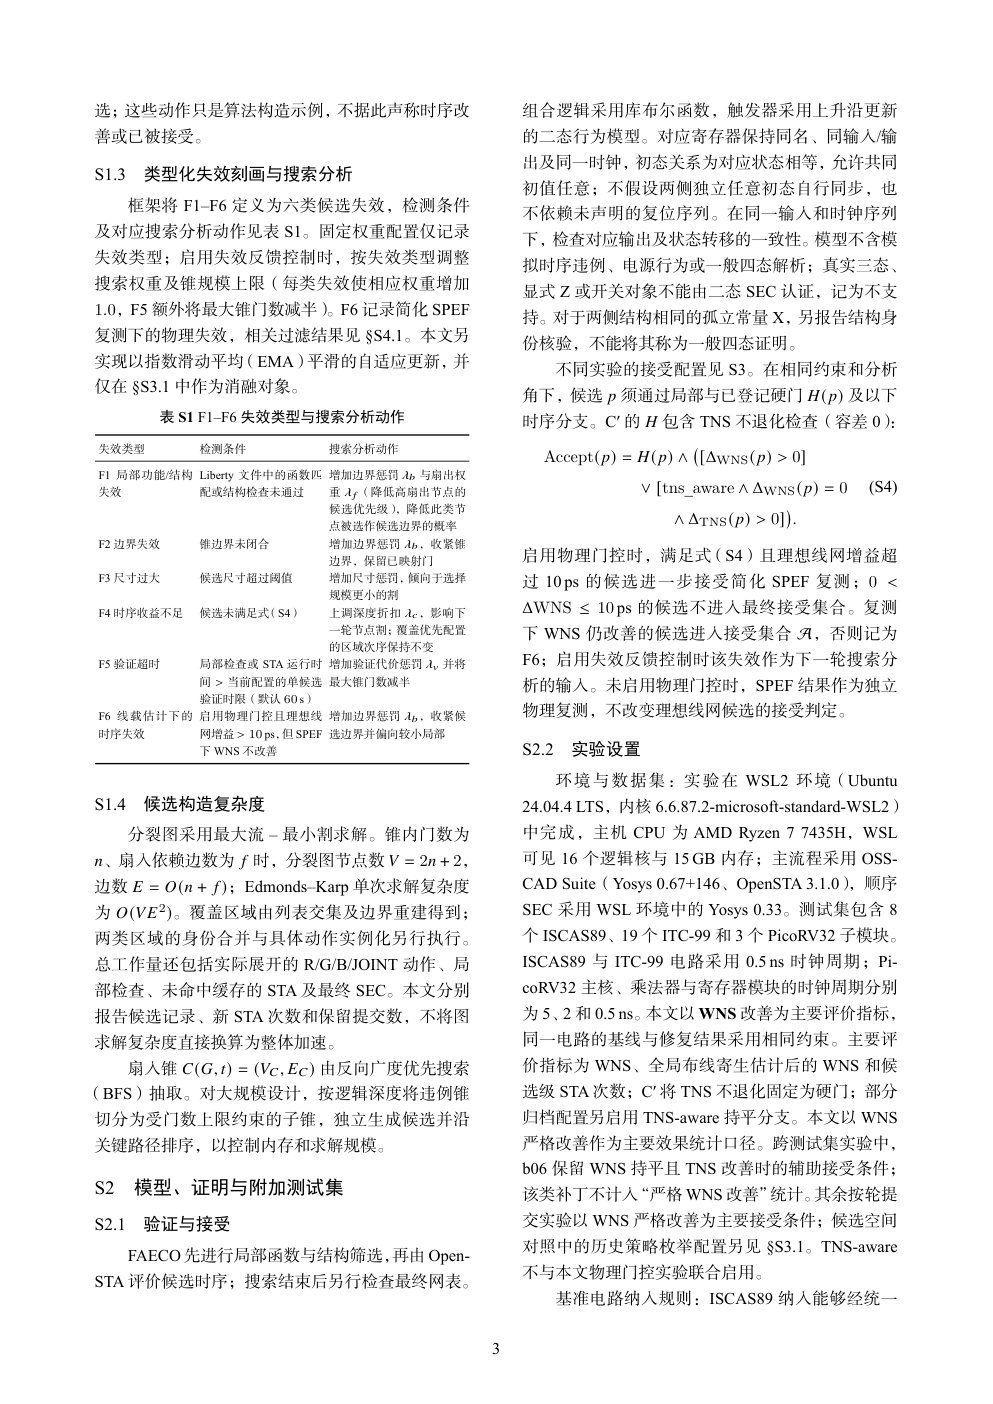 选；这些动作只是算法构造示例，不据此声称时序改
善或已被接受。
S1.3 类型化失效刻画与搜索分析
框架将 F1–F6 定义为六类候选失效，检测条件
及对应搜索分析动作见表 S1。固定权重配置仅记录
失效类型；启用失效反馈控制时，按失效类型调整
搜索权重及锥规模上限（每类失效使相应权重增加
1.0，F5 额外将最大锥门数减半）。F6 记录简化 SPEF
复测下的物理失效，相关过滤结果见 §S4.1。本文另
实现以指数滑动平均（EMA）平滑的自适应更新，并
仅在 §S3.1 中作为消融对象。
表 S1 F1–F6 失效类型与搜索分析动作
失效类型 检测条件 搜索分析动作
F1 局部功能/结构 Liberty 文件中的函数匹 增加边界惩罚 λb 与扇出权
失效 配或结构检查未通过 重 λf（降低高扇出节点的
候选优先级），降低此类节
点被选作候选边界的概率
F2 边界失效 锥边界未闭合 增加边界惩罚 λb，收紧锥
边界，保留已映射门
F3 尺寸过大 候选尺寸超过阈值 增加尺寸惩罚，倾向于选择
规模更小的割
F4 时序收益不足 候选未满足式（S4） 上调深度折扣 λc，影响下
一轮节点割；覆盖优先配置
的区域次序保持不变
F5 验证超时 局部检查或 STA 运行时 增加验证代价惩罚 λv 并将
间 > 当前配置的单候选 最大锥门数减半
验证时限（默认 60 s）
F6 线载估计下的 启用物理门控且理想线 增加边界惩罚 λb，收紧候
时序失效 网增益 > 10 ps，但 SPEF 选边界并偏向较小局部
下 WNS 不改善
S1.4 候选构造复杂度
分裂图采用最大流 – 最小割求解。锥内门数为
n、扇入依赖边数为 f 时，分裂图节点数 V = 2n + 2，
边数 E = O(n + f)；Edmonds–Karp 单次求解复杂度
为 O(VE²)。覆盖区域由列表交集及边界重建得到；
两类区域的身份合并与具体动作实例化另行执行。
总工作量还包括实际展开的 R/G/B/JOINT 动作、局
部检查、未命中缓存的 STA 及最终 SEC。本文分别
报告候选记录、新 STA 次数和保留提交数，不将图
求解复杂度直接换算为整体加速。
扇入锥 C(G, t) = (VC, EC) 由反向广度优先搜索
（BFS）抽取。对大规模设计，按逻辑深度将违例锥
切分为受门数上限约束的子锥，独立生成候选并沿
关键路径排序，以控制内存和求解规模。
S2 模型、证明与附加测试集
S2.1 验证与接受
FAECO 先进行局部函数与结构筛选，再由 Open-
STA 评价候选时序；搜索结束后另行检查最终网表。
组合逻辑采用库布尔函数，触发器采用上升沿更新
的二态行为模型。对应寄存器保持同名、同输入/输
出及同一时钟，初态关系为对应状态相等，允许共同
初值任意；不假设两侧独立任意初态自行同步，也
不依赖未声明的复位序列。在同一输入和时钟序列
下，检查对应输出及状态转移的一致性。模型不含模
拟时序违例、电源行为或一般四态解析；真实三态、
显式 Z 或开关对象不能由二态 SEC 认证，记为不支
持。对于两侧结构相同的孤立常量 X，另报告结构身
份核验，不能将其称为一般四态证明。
不同实验的接受配置见 S3。在相同约束和分析
角下，候选 p 须通过局部与已登记硬门 H(p) 及以下
时序分支。C′ 的 H 包含 TNS 不退化检查（容差 0）：
Accept(p) = H(p) ∧ ([ΔWNS(p) > 0]
∨ [tns_aware ∧ ΔWNS(p) = 0 (S4)
∧ ΔTNS(p) > 0]).
启用物理门控时，满足式（S4）且理想线网增益超
过 10 ps 的候选进一步接受简化 SPEF 复测；0 <
ΔWNS ≤ 10 ps 的候选不进入最终接受集合。复测
下 WNS 仍改善的候选进入接受集合 𝒜，否则记为
F6；启用失效反馈控制时该失效作为下一轮搜索分
析的输入。未启用物理门控时，SPEF 结果作为独立
物理复测，不改变理想线网候选的接受判定。
S2.2 实验设置
环境与数据集：实验在 WSL2 环境（Ubuntu
24.04.4 LTS，内核 6.6.87.2-microsoft-standard-WSL2）
中完成，主机 CPU 为 AMD Ryzen 7 7435H，WSL
可见 16 个逻辑核与 15 GB 内存；主流程采用 OSS-
CAD Suite（Yosys 0.67+146、OpenSTA 3.1.0），顺序
SEC 采用 WSL 环境中的 Yosys 0.33。测试集包含 8
个 ISCAS89、19 个 ITC-99 和 3 个 PicoRV32 子模块。
ISCAS89 与 ITC-99 电路采用 0.5 ns 时钟周期；Pi-
coRV32 主核、乘法器与寄存器模块的时钟周期分别
为 5、2 和 0.5 ns。本文以 WNS 改善为主要评价指标，
同一电路的基线与修复结果采用相同约束。主要评
价指标为 WNS、全局布线寄生估计后的 WNS 和候
选级 STA 次数；C′ 将 TNS 不退化固定为硬门；部分
归档配置另启用 TNS-aware 持平分支。本文以 WNS
严格改善作为主要效果统计口径。跨测试集实验中，
b06 保留 WNS 持平且 TNS 改善时的辅助接受条件；
该类补丁不计入“严格 WNS 改善”统计。其余按轮提
交实验以 WNS 严格改善为主要接受条件；候选空间
对照中的历史策略枚举配置另见 §S3.1。TNS-aware
不与本文物理门控实验联合启用。
基准电路纳入规则：ISCAS89 纳入能够经统一
3